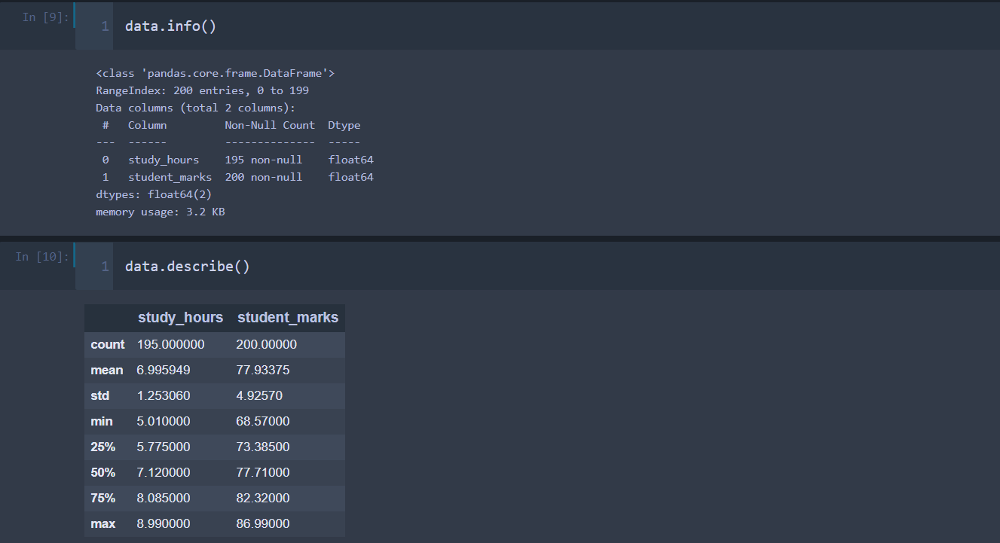 In [9]:
1 data.info()
<class 'pandas.core.frame.DataFrame'>
RangeIndex: 200 entries, 0 to 199
Data columns (total 2 columns):
 #   Column         Non-Null Count  Dtype
---  ------         --------------  -----
 0   study_hours    195 non-null    float64
 1   student_marks  200 non-null    float64
dtypes: float64(2)
memory usage: 3.2 KB
In [10]:
1 data.describe()
study_hours student_marks
count 195.000000 200.00000
mean 6.995949 77.93375
std 1.253060 4.92570
min 5.010000 68.57000
25% 5.775000 73.38500
50% 7.120000 77.71000
75% 8.085000 82.32000
max 8.990000 86.99000